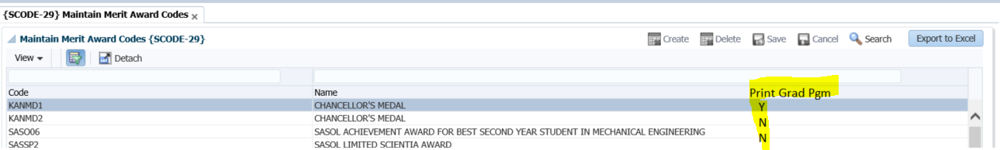 {SCODE-29} Maintain Merit Award Codes x
Maintain Merit Award Codes {SCODE-29} Create Delete Save Cancel Search Export to Excel
View Detach
Code Name Print Grad Pgm
KANMD1 CHANCELLOR'S MEDAL Y
KANMD2 CHANCELLOR'S MEDAL N
SASO06 SASOL ACHIEVEMENT AWARD FOR BEST SECOND YEAR STUDENT IN MECHANICAL ENGINEERING N
SASSP2 SASOL LIMITED SCIENTIA AWARD